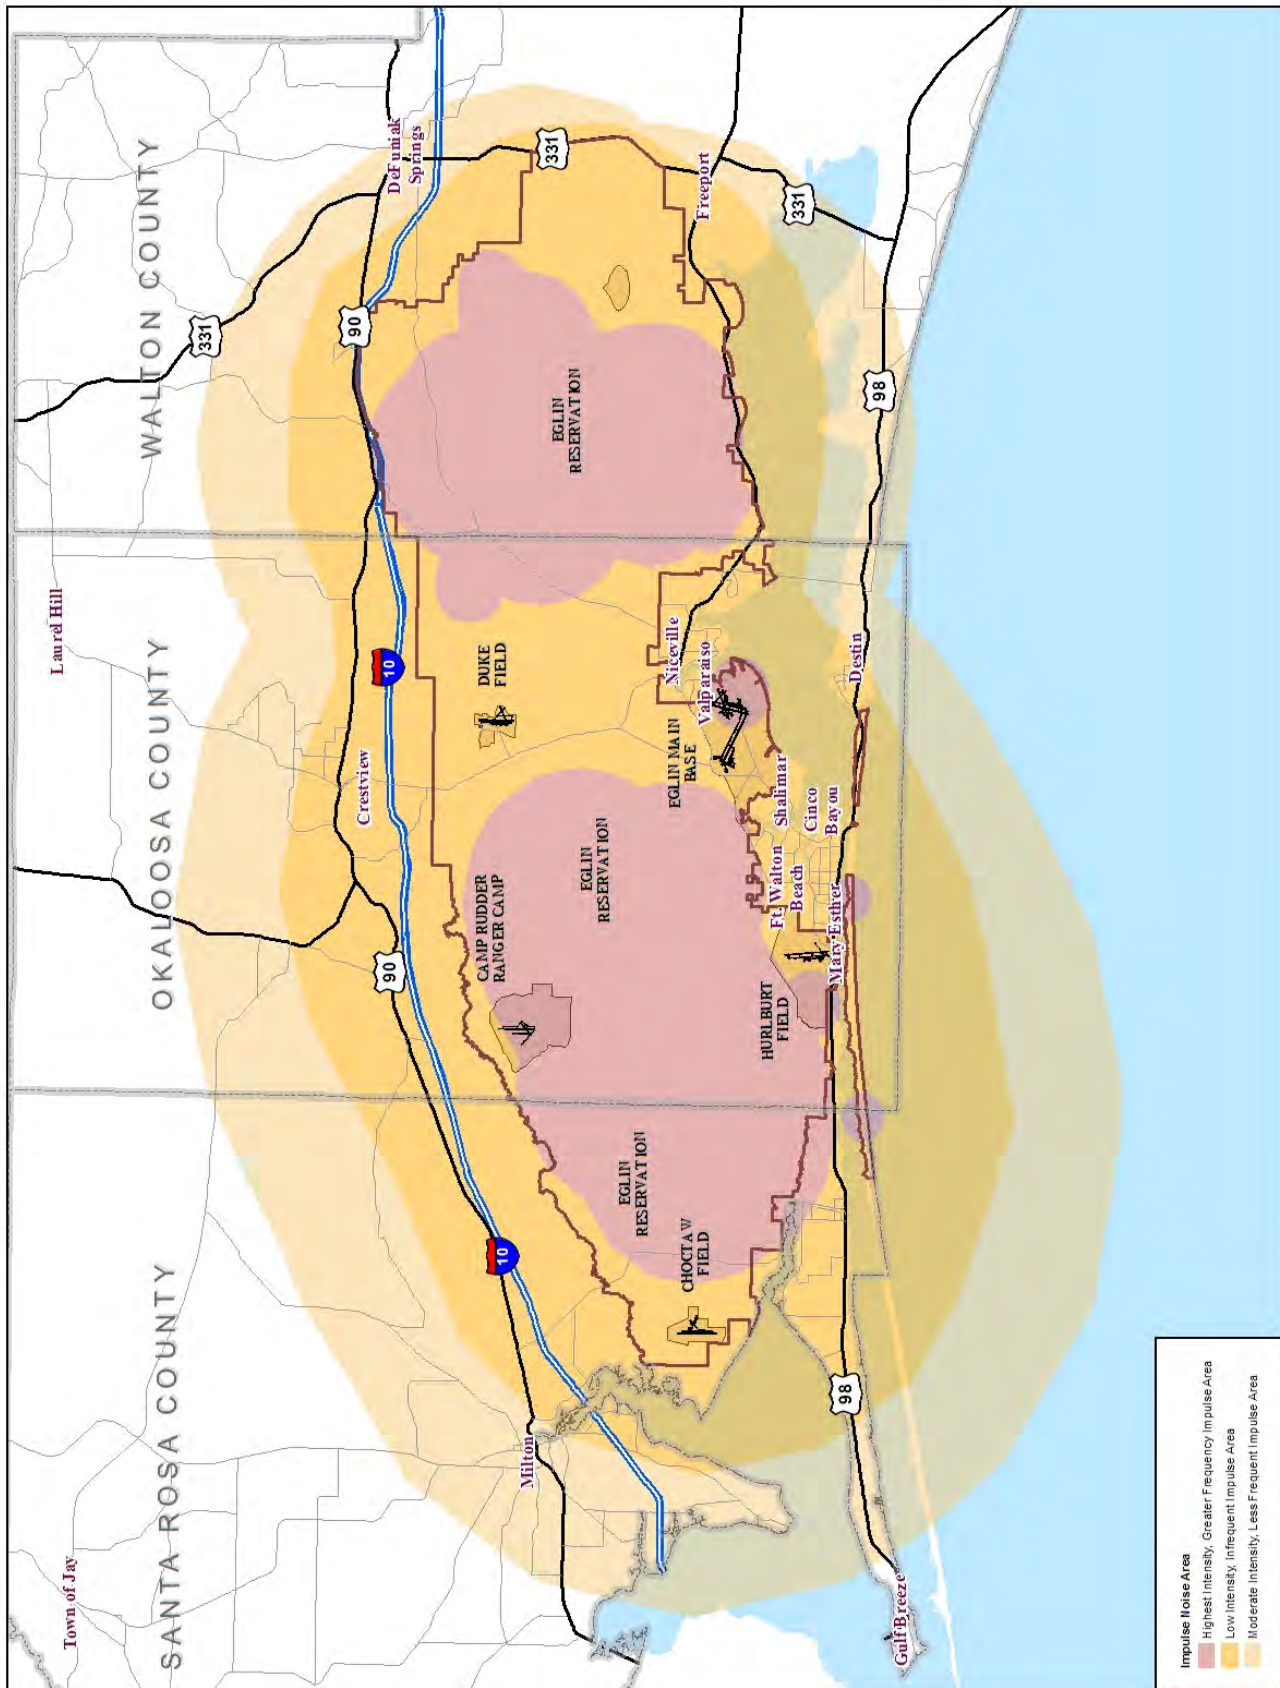 Town of Jay
Laurel Hill
SANTA ROSA COUNTY
OKALOOSA COUNTY
WALTON COUNTY
331
90
DeFuniak
Springs
331
Crestview
10
90
10
Milton
DUKE
FIELD
CAMP RUDDER
RANGER CAMP
EGLIN
RESERVATION
EGLIN
RESERVATION
EGLIN
RESERVATION
CHOCTAW
FIELD
EGLIN MAIN
BASE
Niceville
Valparaiso
Freeport
331
HURLBURT
FIELD
Ft. Walton
Beach
Shalimar
Cinco
Bayou
Mary Esther
Destin
98
98
Gulf Breeze
Impulse Noise Area
Highest Intensity, Greater Frequency Impulse Area
Low Intensity, Infrequent Impulse Area
Moderate Intensity, Less Frequent Impulse Area